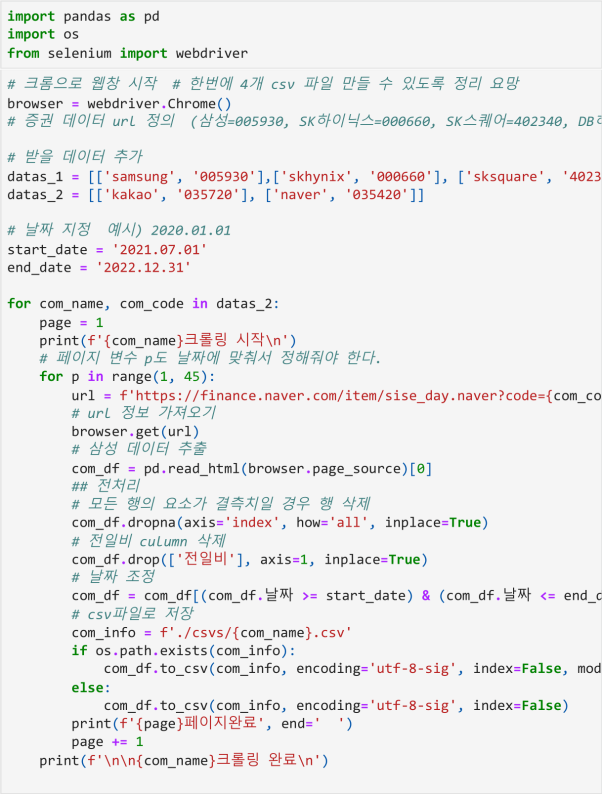 import pandas as pd
import os
from selenium import webdriver
# 크롬으로 웹창 시작  # 한번에 4개 csv 파일 만들 수 있도록 정리 요망
browser = webdriver.Chrome()
# 증권 데이터 url 정의  (삼성=005930, SK하이닉스=000660, SK스퀘어=402340, DB하
# 받을 데이터 추가
datas_1 = [['samsung', '005930'],['skhynix', '000660'], ['sksquare', '4023
datas_2 = [['kakao', '035720'], ['naver', '035420']]
# 날짜 지정  예시) 2020.01.01
start_date = '2021.07.01'
end_date = '2022.12.31'
for com_name, com_code in datas_2:
    page = 1
    print(f'{com_name}크롤링 시작\n')
    # 페이지 변수 p도 날짜에 맞춰서 정해줘야 한다.
    for p in range(1, 45):
        url = f'https://finance.naver.com/item/sise_day.naver?code={com_co
        # url 정보 가져오기
        browser.get(url)
        # 삼성 데이터 추출
        com_df = pd.read_html(browser.page_source)[0]
        ## 전처리
        # 모든 행의 요소가 결측치일 경우 행 삭제
        com_df.dropna(axis='index', how='all', inplace=True)
        # 전일비 culumn 삭제
        com_df.drop(['전일비'], axis=1, inplace=True)
        # 날짜 조정
        com_df = com_df[(com_df.날짜 >= start_date) & (com_df.날짜 <= end_d
        # csv파일로 저장
        com_info = f'./csvs/{com_name}.csv'
        if os.path.exists(com_info):
            com_df.to_csv(com_info, encoding='utf-8-sig', index=False, mod
        else:
            com_df.to_csv(com_info, encoding='utf-8-sig', index=False)
        print(f'{page}페이지완료', end='  ')
        page += 1
    print(f'\n\n{com_name}크롤링 완료\n')